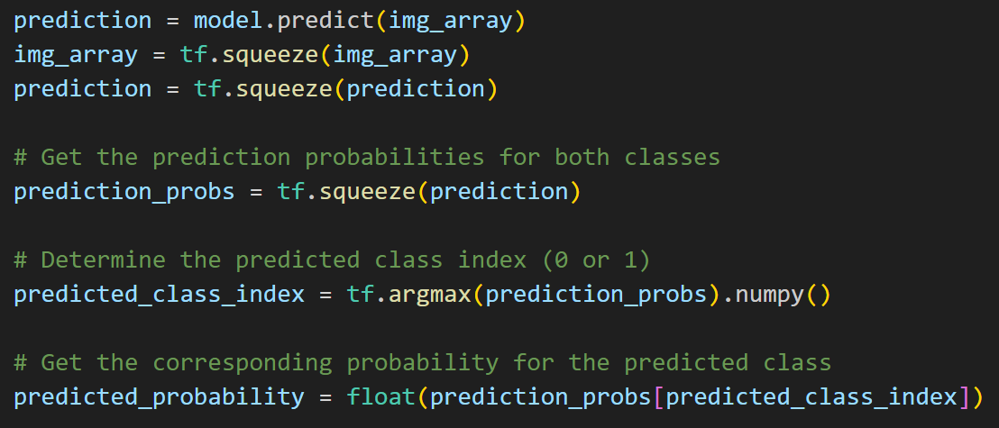 prediction = model.predict(img_array)
img_array = tf.squeeze(img_array)
prediction = tf.squeeze(prediction)
# Get the prediction probabilities for both classes
prediction_probs = tf.squeeze(prediction)
# Determine the predicted class index (0 or 1)
predicted_class_index = tf.argmax(prediction_probs).numpy()
# Get the corresponding probability for the predicted class
predicted_probability = float(prediction_probs[predicted_class_index])